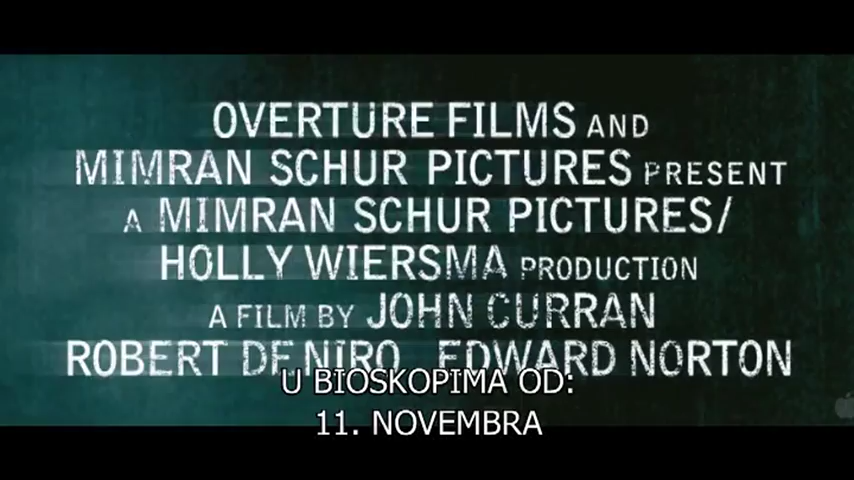 OVERTURE FILMS AND
MIMRAN SCHUR PICTURES PRESENT
A MIMRAN SCHUR PICTURES/
HOLLY WIERSMA PRODUCTION
A FILM BY JOHN CURRAN
ROBERT DE NIRO EDWARD NORTON
U BIOSKOPIMA OD:
11. NOVEMBRA